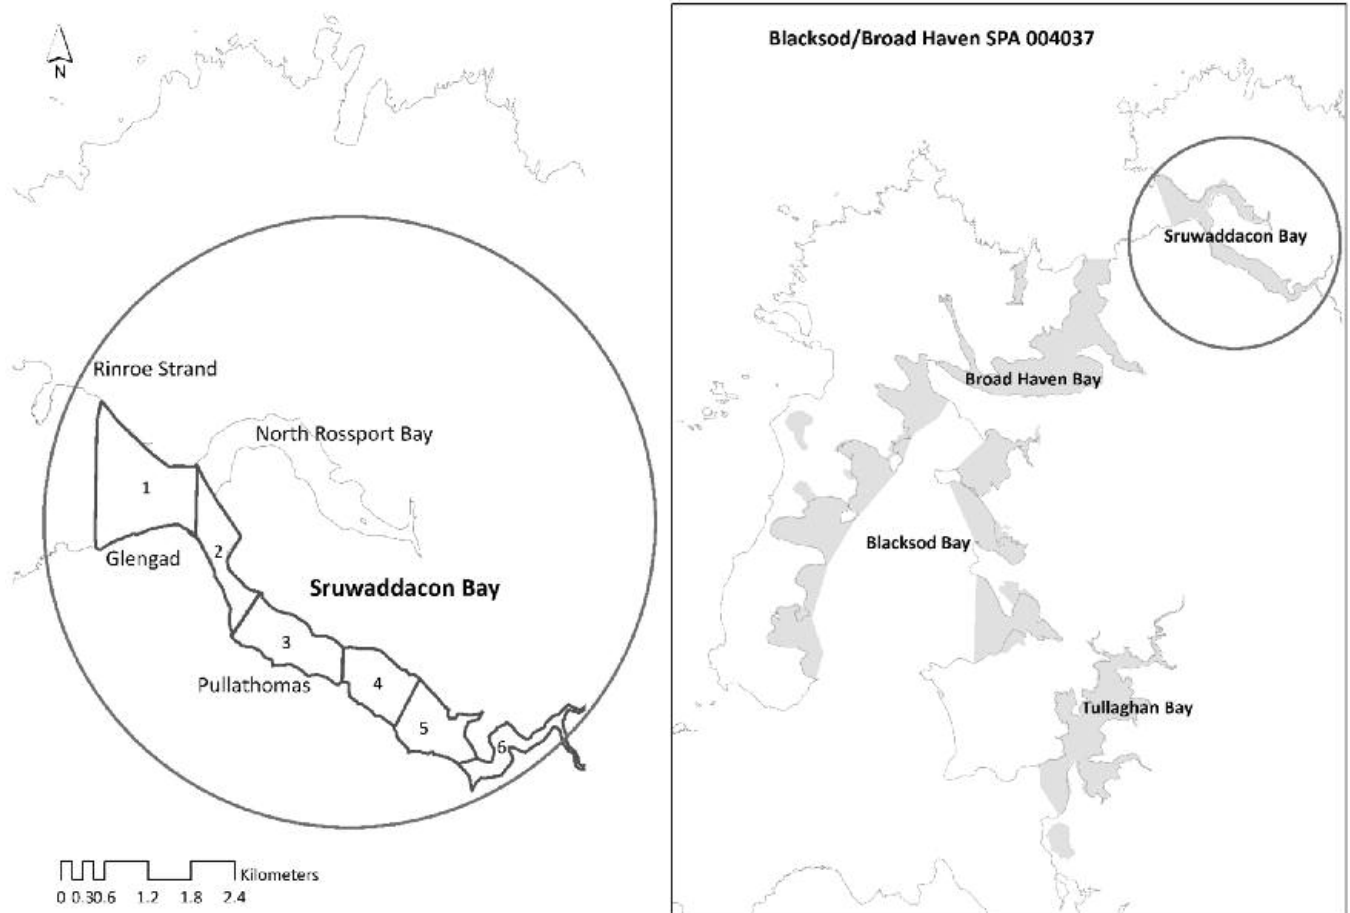 N
Rinroe Strand
North Rossport Bay
1
2
Glengad
Sruwaddacon Bay
3
Pullathomas
4
5
6
Kilometers
0 0.30.6 1.2 1.8 2.4
Blacksod/Broad Haven SPA 004037
Sruwaddacon Bay
Broad Haven Bay
Blacksod Bay
Tullaghan Bay